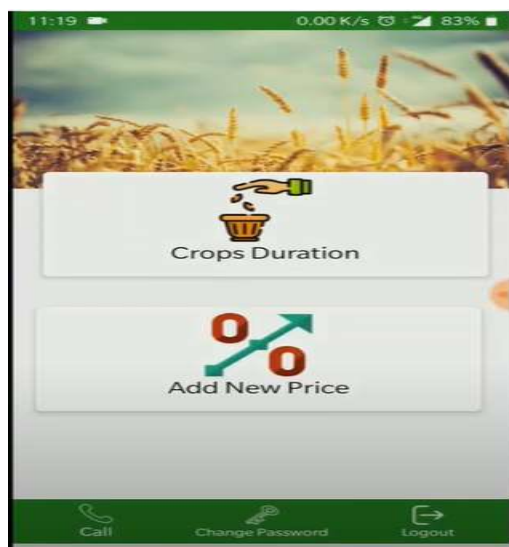 11:19 0.00 K/s 83%
Crops Duration
Add New Price
Call Change Password Logout